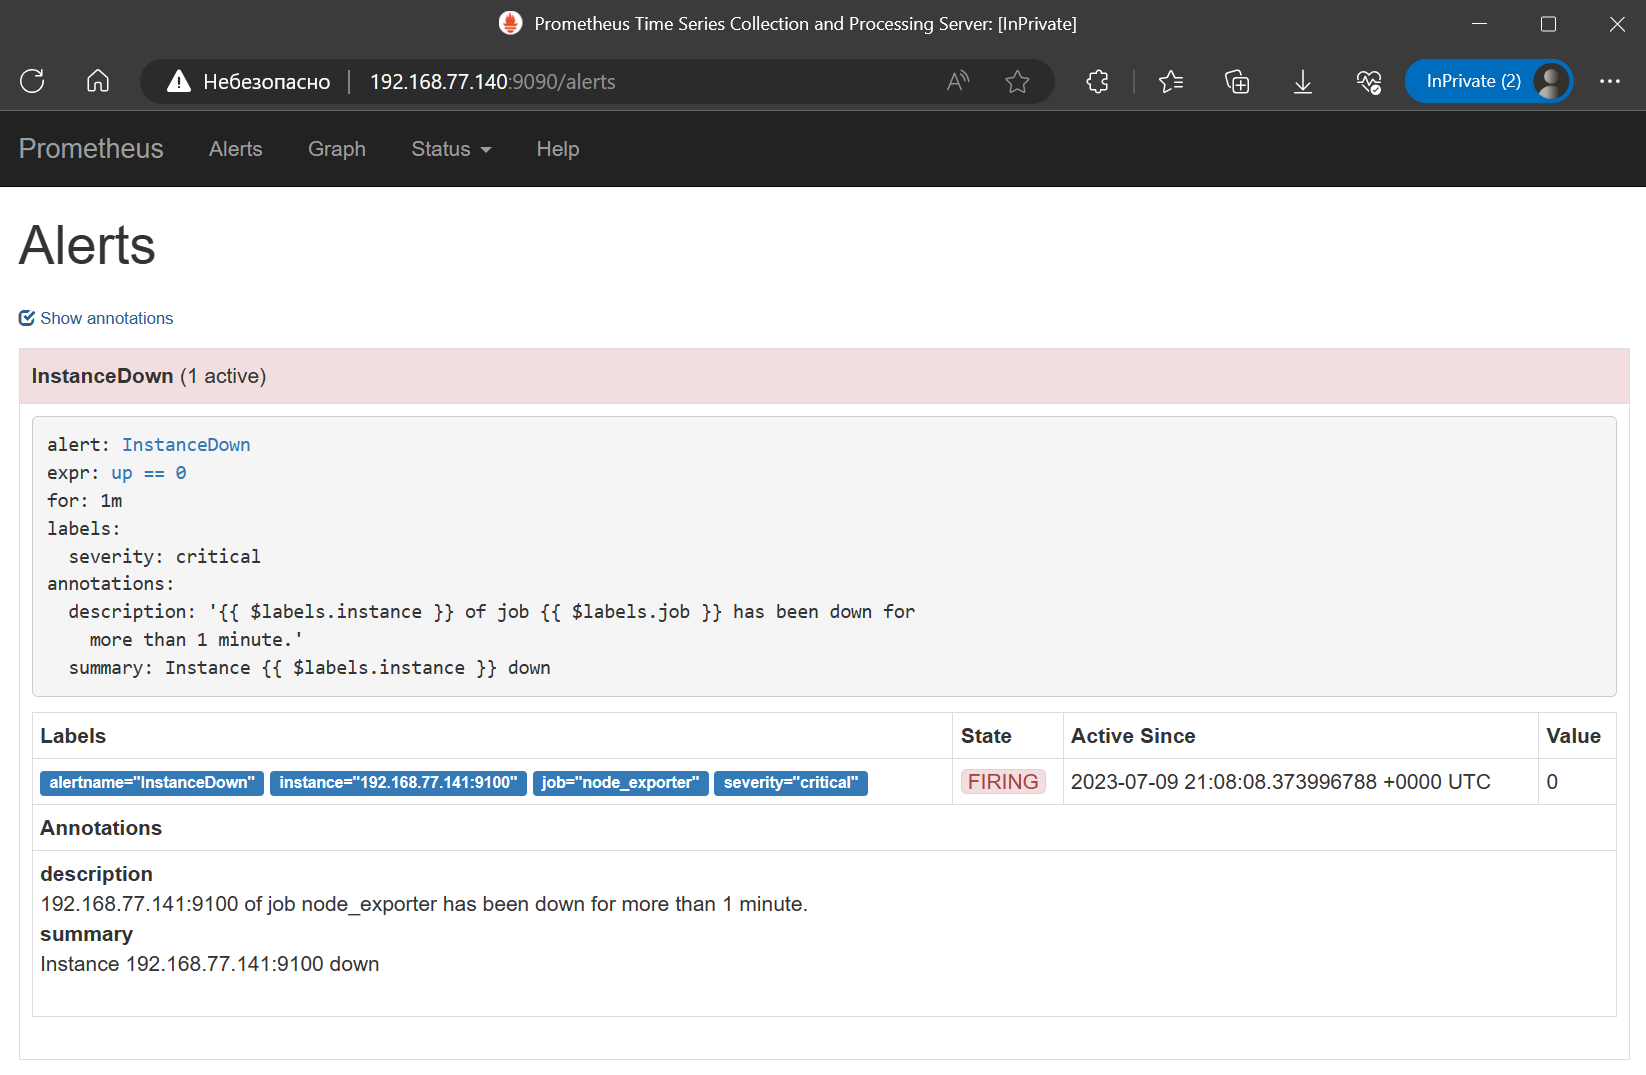 Prometheus Time Series Collection and Processing Server: [InPrivate]
Небезопасно 192.168.77.140:9090/alerts InPrivate (2)
Prometheus Alerts Graph Status Help
Alerts
Show annotations
InstanceDown (1 active)
alert: InstanceDown
expr: up == 0
for: 1m
labels:
  severity: critical
annotations:
  description: '{{ $labels.instance }} of job {{ $labels.job }} has been down for
    more than 1 minute.'
  summary: Instance {{ $labels.instance }} down
Labels State Active Since Value
alertname="InstanceDown" instance="192.168.77.141:9100" job="node_exporter" severity="critical" FIRING 2023-07-09 21:08:08.373996788 +0000 UTC 0
Annotations
description
192.168.77.141:9100 of job node_exporter has been down for more than 1 minute.
summary
Instance 192.168.77.141:9100 down